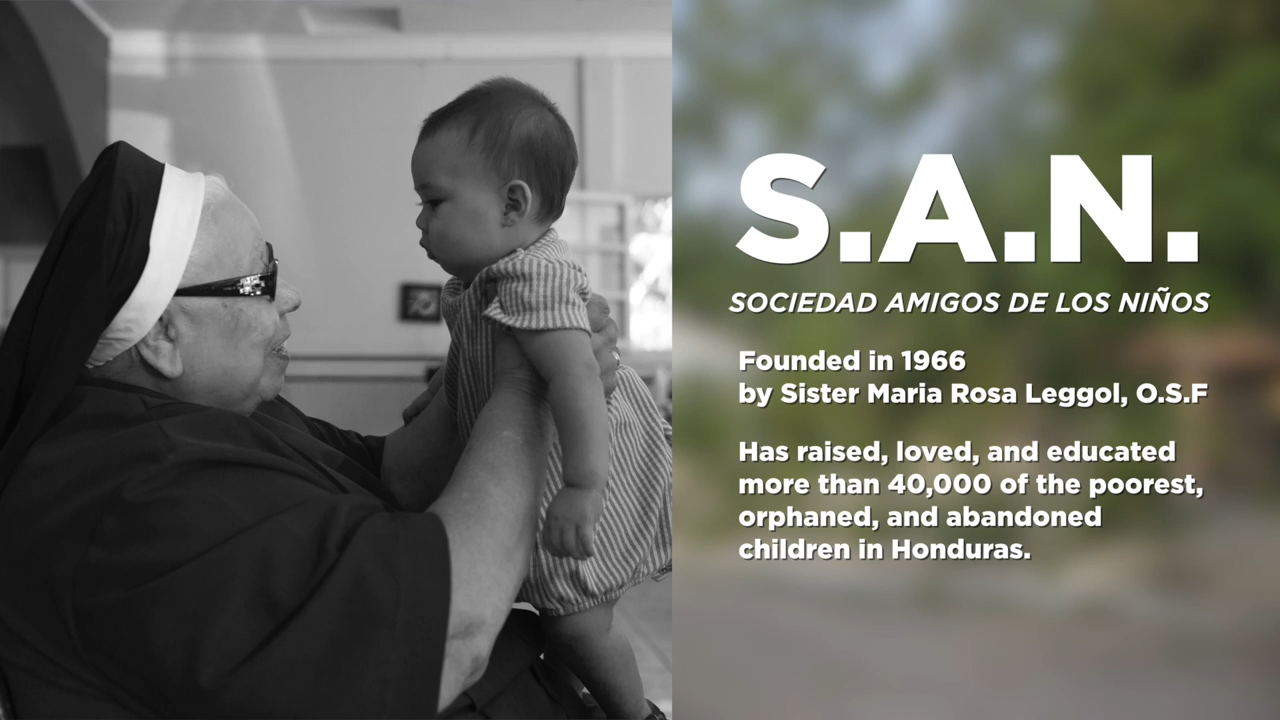 S.A.N.
SOCIEDAD AMIGOS DE LOS NIÑOS
Founded in 1966
by Sister Maria Rosa Leggol, O.S.F
Has raised, loved, and educated
more than 40,000 of the poorest,
orphaned, and abandoned
children in Honduras.